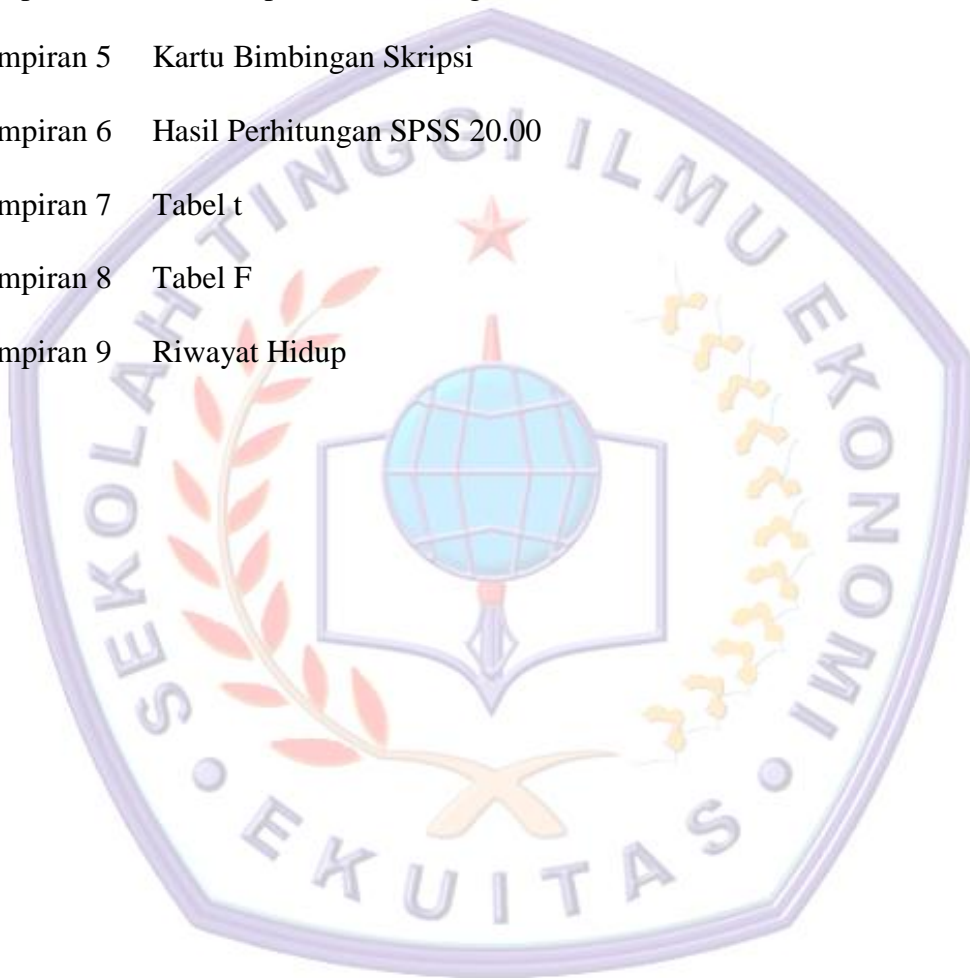 mpiran 5 Kartu Bimbingan Skripsi
mpiran 6 Hasil Perhitungan SPSS 20.00
mpiran 7 Tabel t
mpiran 8 Tabel F
mpiran 9 Riwayat Hidup
SEKOLAH TINGGI ILMU EKONOMI
EKUITAS